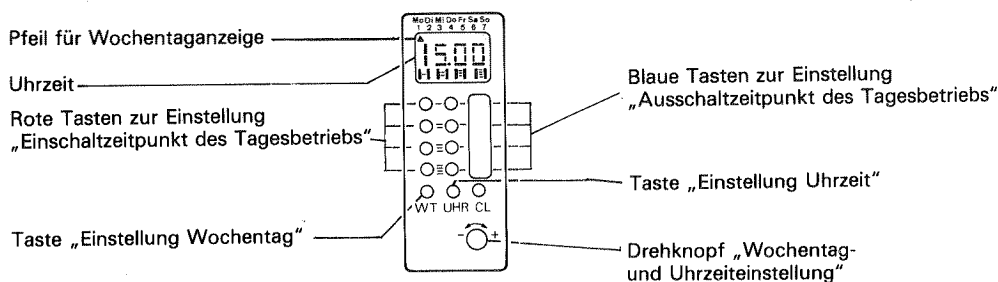 Mo Di Mi Do Fr Sa So
1 2 3 4 5 6 7
Pfeil für Wochentaganzeige
15.00
Uhrzeit
Blaue Tasten zur Einstellung
„Ausschaltzeitpunkt des Tagesbetriebs“
Rote Tasten zur Einstellung
„Einschaltzeitpunkt des Tagesbetriebs“
Taste „Einstellung Uhrzeit“
WT UHR CL
Taste „Einstellung Wochentag“
- +
Drehknopf „Wochentag-
und Uhrzeiteinstellung“